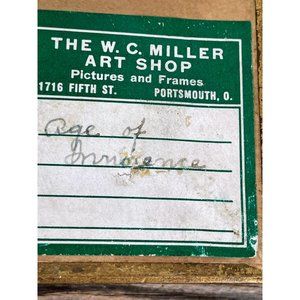 THE W. C. MILLER
ART SHOP
Pictures and Frames
1716 FIFTH ST. PORTSMOUTH, O.
Age of
Innocence